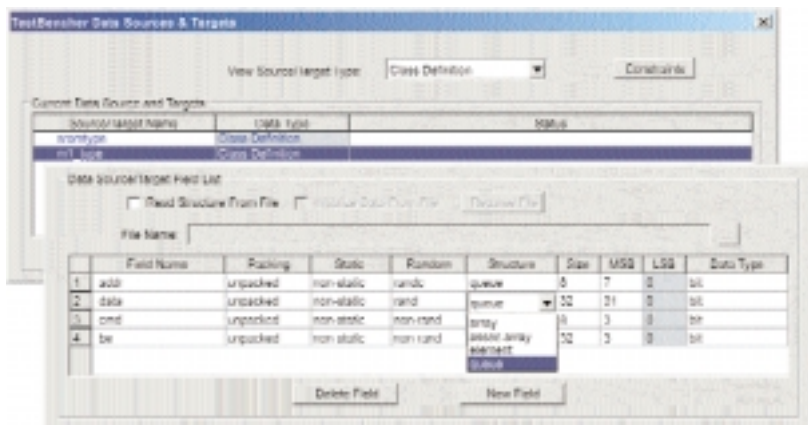 TestBencher Data Sources & Targets
View Source/Target Type: Class Definition Constraints
Current Data Source and Targets
Source/Target Name Data Type Status
Class Definition
m1_type Class Definition
Data Source/Target Field List
Read Structure From File Initialize Data From File
File Name:
Field Name Packing Static Random Structure Size MSB LSB Data Type
1 addr unpacked non-static randc queue 8 7 0 bit
2 data unpacked non-static rand queue 32 31 0 bit
3 cmd unpacked non-static non-rand 3 0 bit
4 be unpacked non-static non-rand 32 3 0 bit
array
assoc array
element
queue
Delete Field New Field